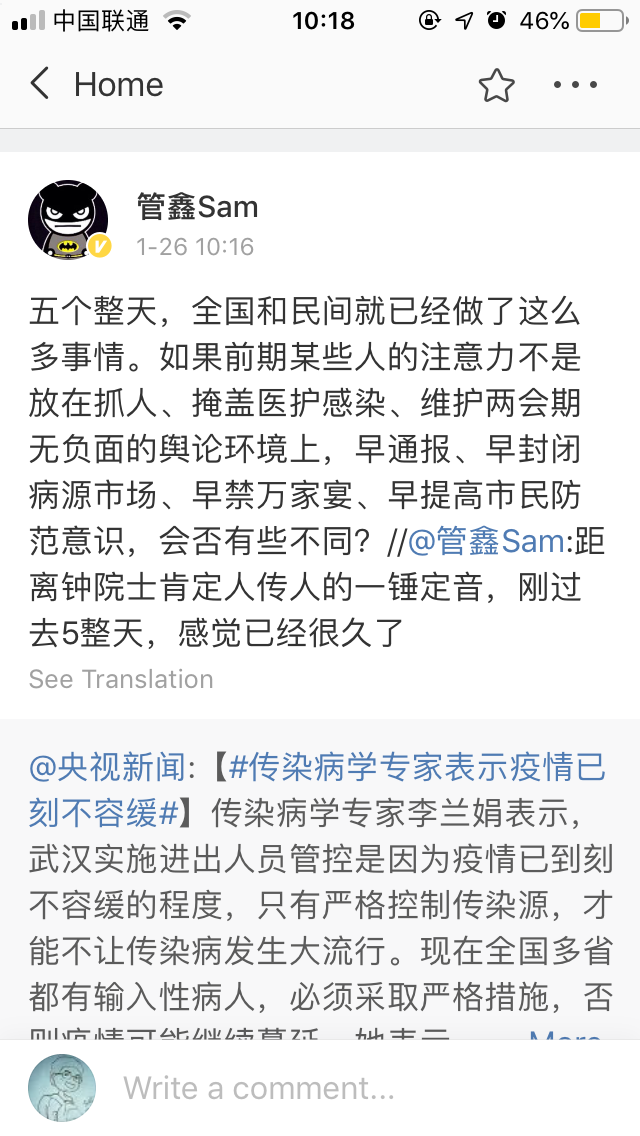 中国联通
10:18
46%
Home
管鑫Sam
1-26 10:16
五个整天，全国和民间就已经做了这么
多事情。如果前期某些人的注意力不是
放在抓人、掩盖医护感染、维护两会期
无负面的舆论环境上，早通报、早封闭
病源市场、早禁万家宴、早提高市民防
范意识，会否有些不同？//@管鑫Sam:距
离钟院士肯定人传人的一锤定音，刚过
去5整天，感觉已经很久了
See Translation
@央视新闻:【#传染病学专家表示疫情已
刻不容缓#】传染病学专家李兰娟表示，
武汉实施进出人员管控是因为疫情已到刻
不容缓的程度，只有严格控制传染源，才
能不让传染病发生大流行。现在全国多省
都有输入性病人，必须采取严格措施，否
则疫情可能继续蔓延。她表示 More
Write a comment...